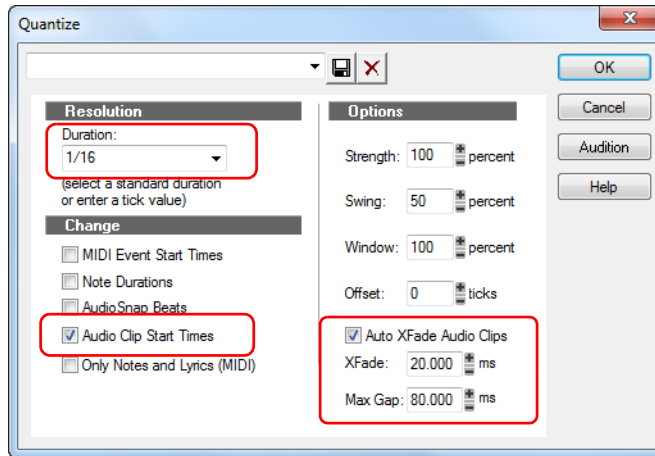 Quantize
OK
Resolution
Duration:
1/16
(select a standard duration
or enter a tick value)
Change
MIDI Event Start Times
Note Durations
AudioSnap Beats
Audio Clip Start Times
Only Notes and Lyrics (MIDI)
Options
Strength: 100 percent
Swing: 50 percent
Window: 100 percent
Offset: 0 ticks
Auto XFade Audio Clips
XFade: 20.000 ms
Max Gap: 80.000 ms
Cancel
Audition
Help